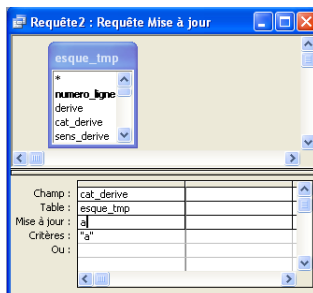 Requête2 : Requête Mise à jour
esque_tmp
*
numero_ligne
derive
cat_derive
sens_derive
Champ : cat_derive
Table : esque_tmp
Mise à jour : a
Critères : "a"
Ou :